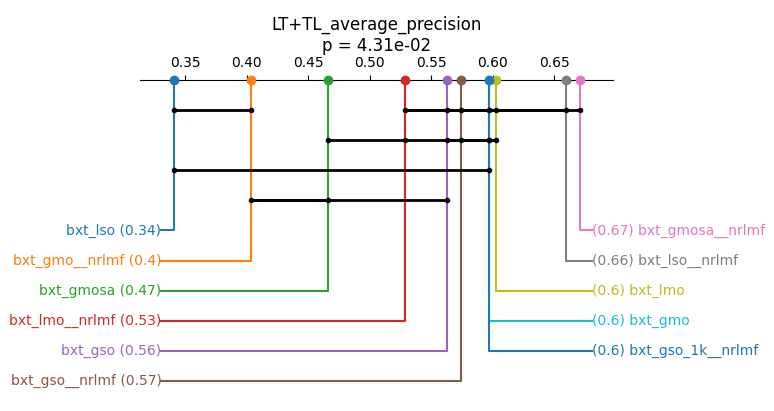 LT+TL_average_precision
p = 4.31e-02
0.35 0.40 0.45 0.50 0.55 0.60 0.65
bxt_lso (0.34) (0.67) bxt_gmosa__nrlmf
bxt_gmo__nrlmf (0.4) (0.66) bxt_lso__nrlmf
bxt_gmosa (0.47) (0.6) bxt_lmo
bxt_lmo__nrlmf (0.53) (0.6) bxt_gmo
bxt_gso (0.56) (0.6) bxt_gso_1k__nrlmf
bxt_gso__nrlmf (0.57)